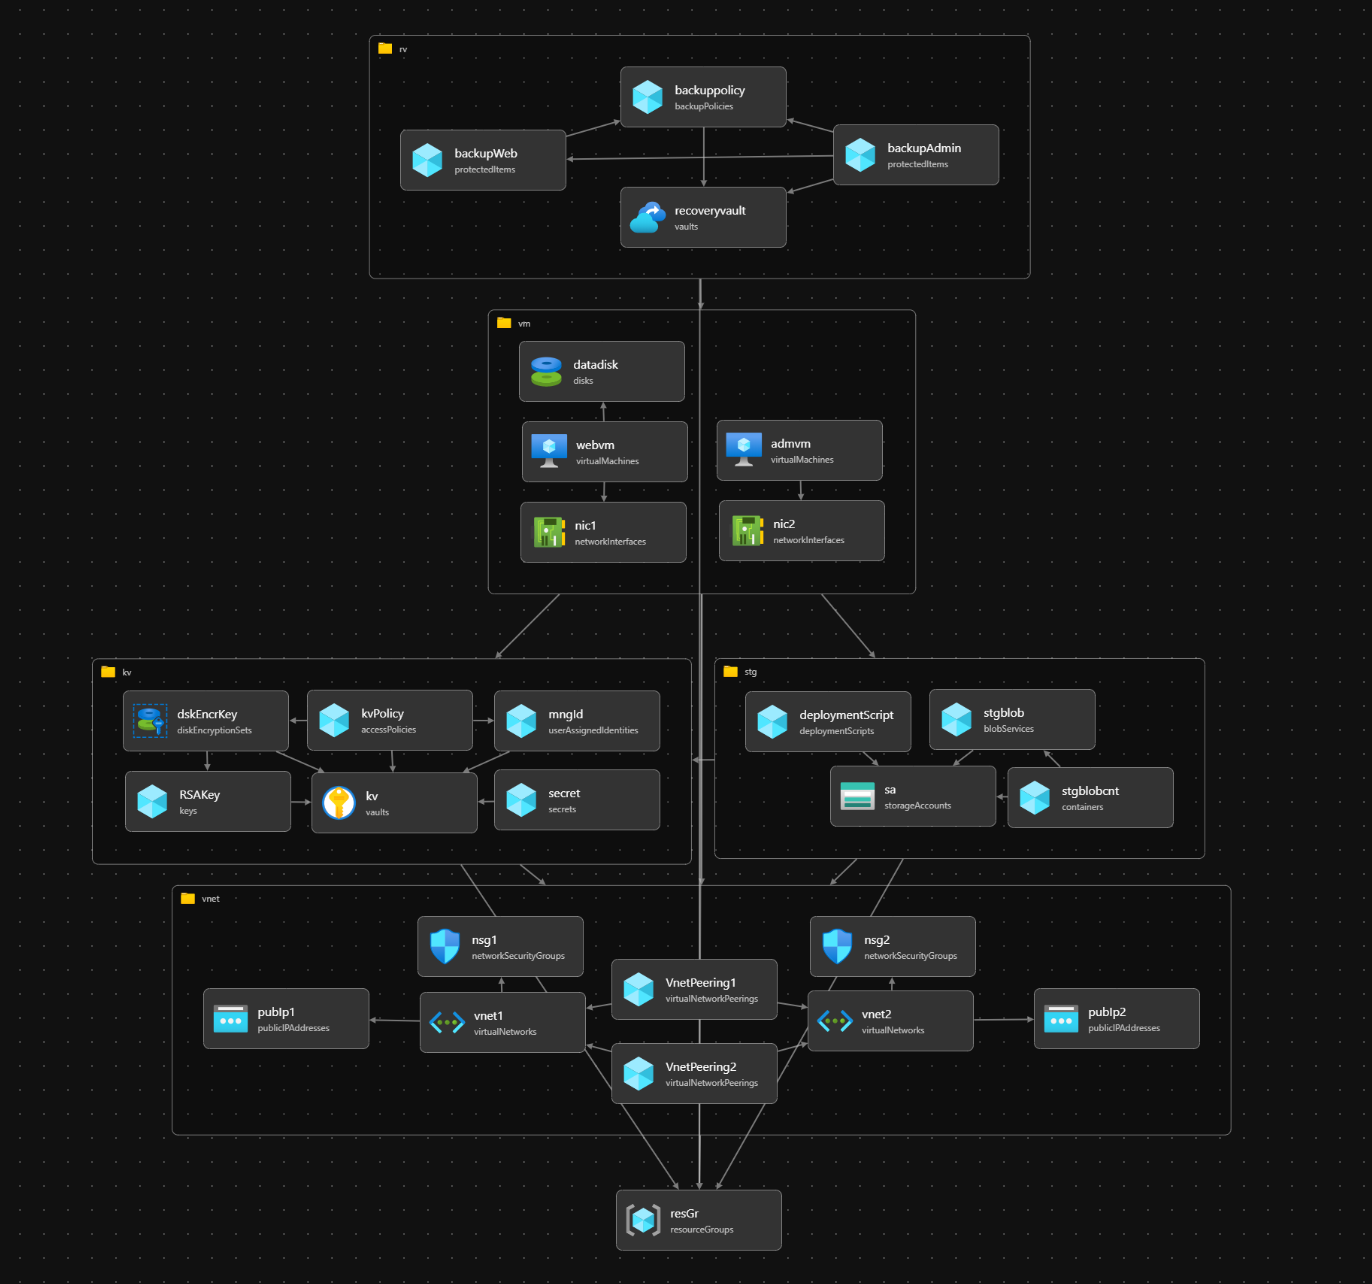 rv
backuppolicy
backupPolicies
backupWeb
protectedItems
backupAdmin
protectedItems
recoveryvault
vaults
vm
datadisk
disks
webvm
virtualMachines
admvm
virtualMachines
nic1
networkInterfaces
nic2
networkInterfaces
kv
dskEncrKey
diskEncryptionSets
kvPolicy
accessPolicies
mngId
userAssignedIdentities
RSAKey
keys
kv
vaults
secret
secrets
stg
deploymentScript
deploymentScripts
stgblob
blobServices
sa
storageAccounts
stgblobcnt
containers
vnet
nsg1
networkSecurityGroups
nsg2
networkSecurityGroups
VnetPeering1
virtualNetworkPeerings
pubIp1
publicIPAddresses
vnet1
virtualNetworks
vnet2
virtualNetworks
pubIp2
publicIPAddresses
VnetPeering2
virtualNetworkPeerings
resGr
resourceGroups